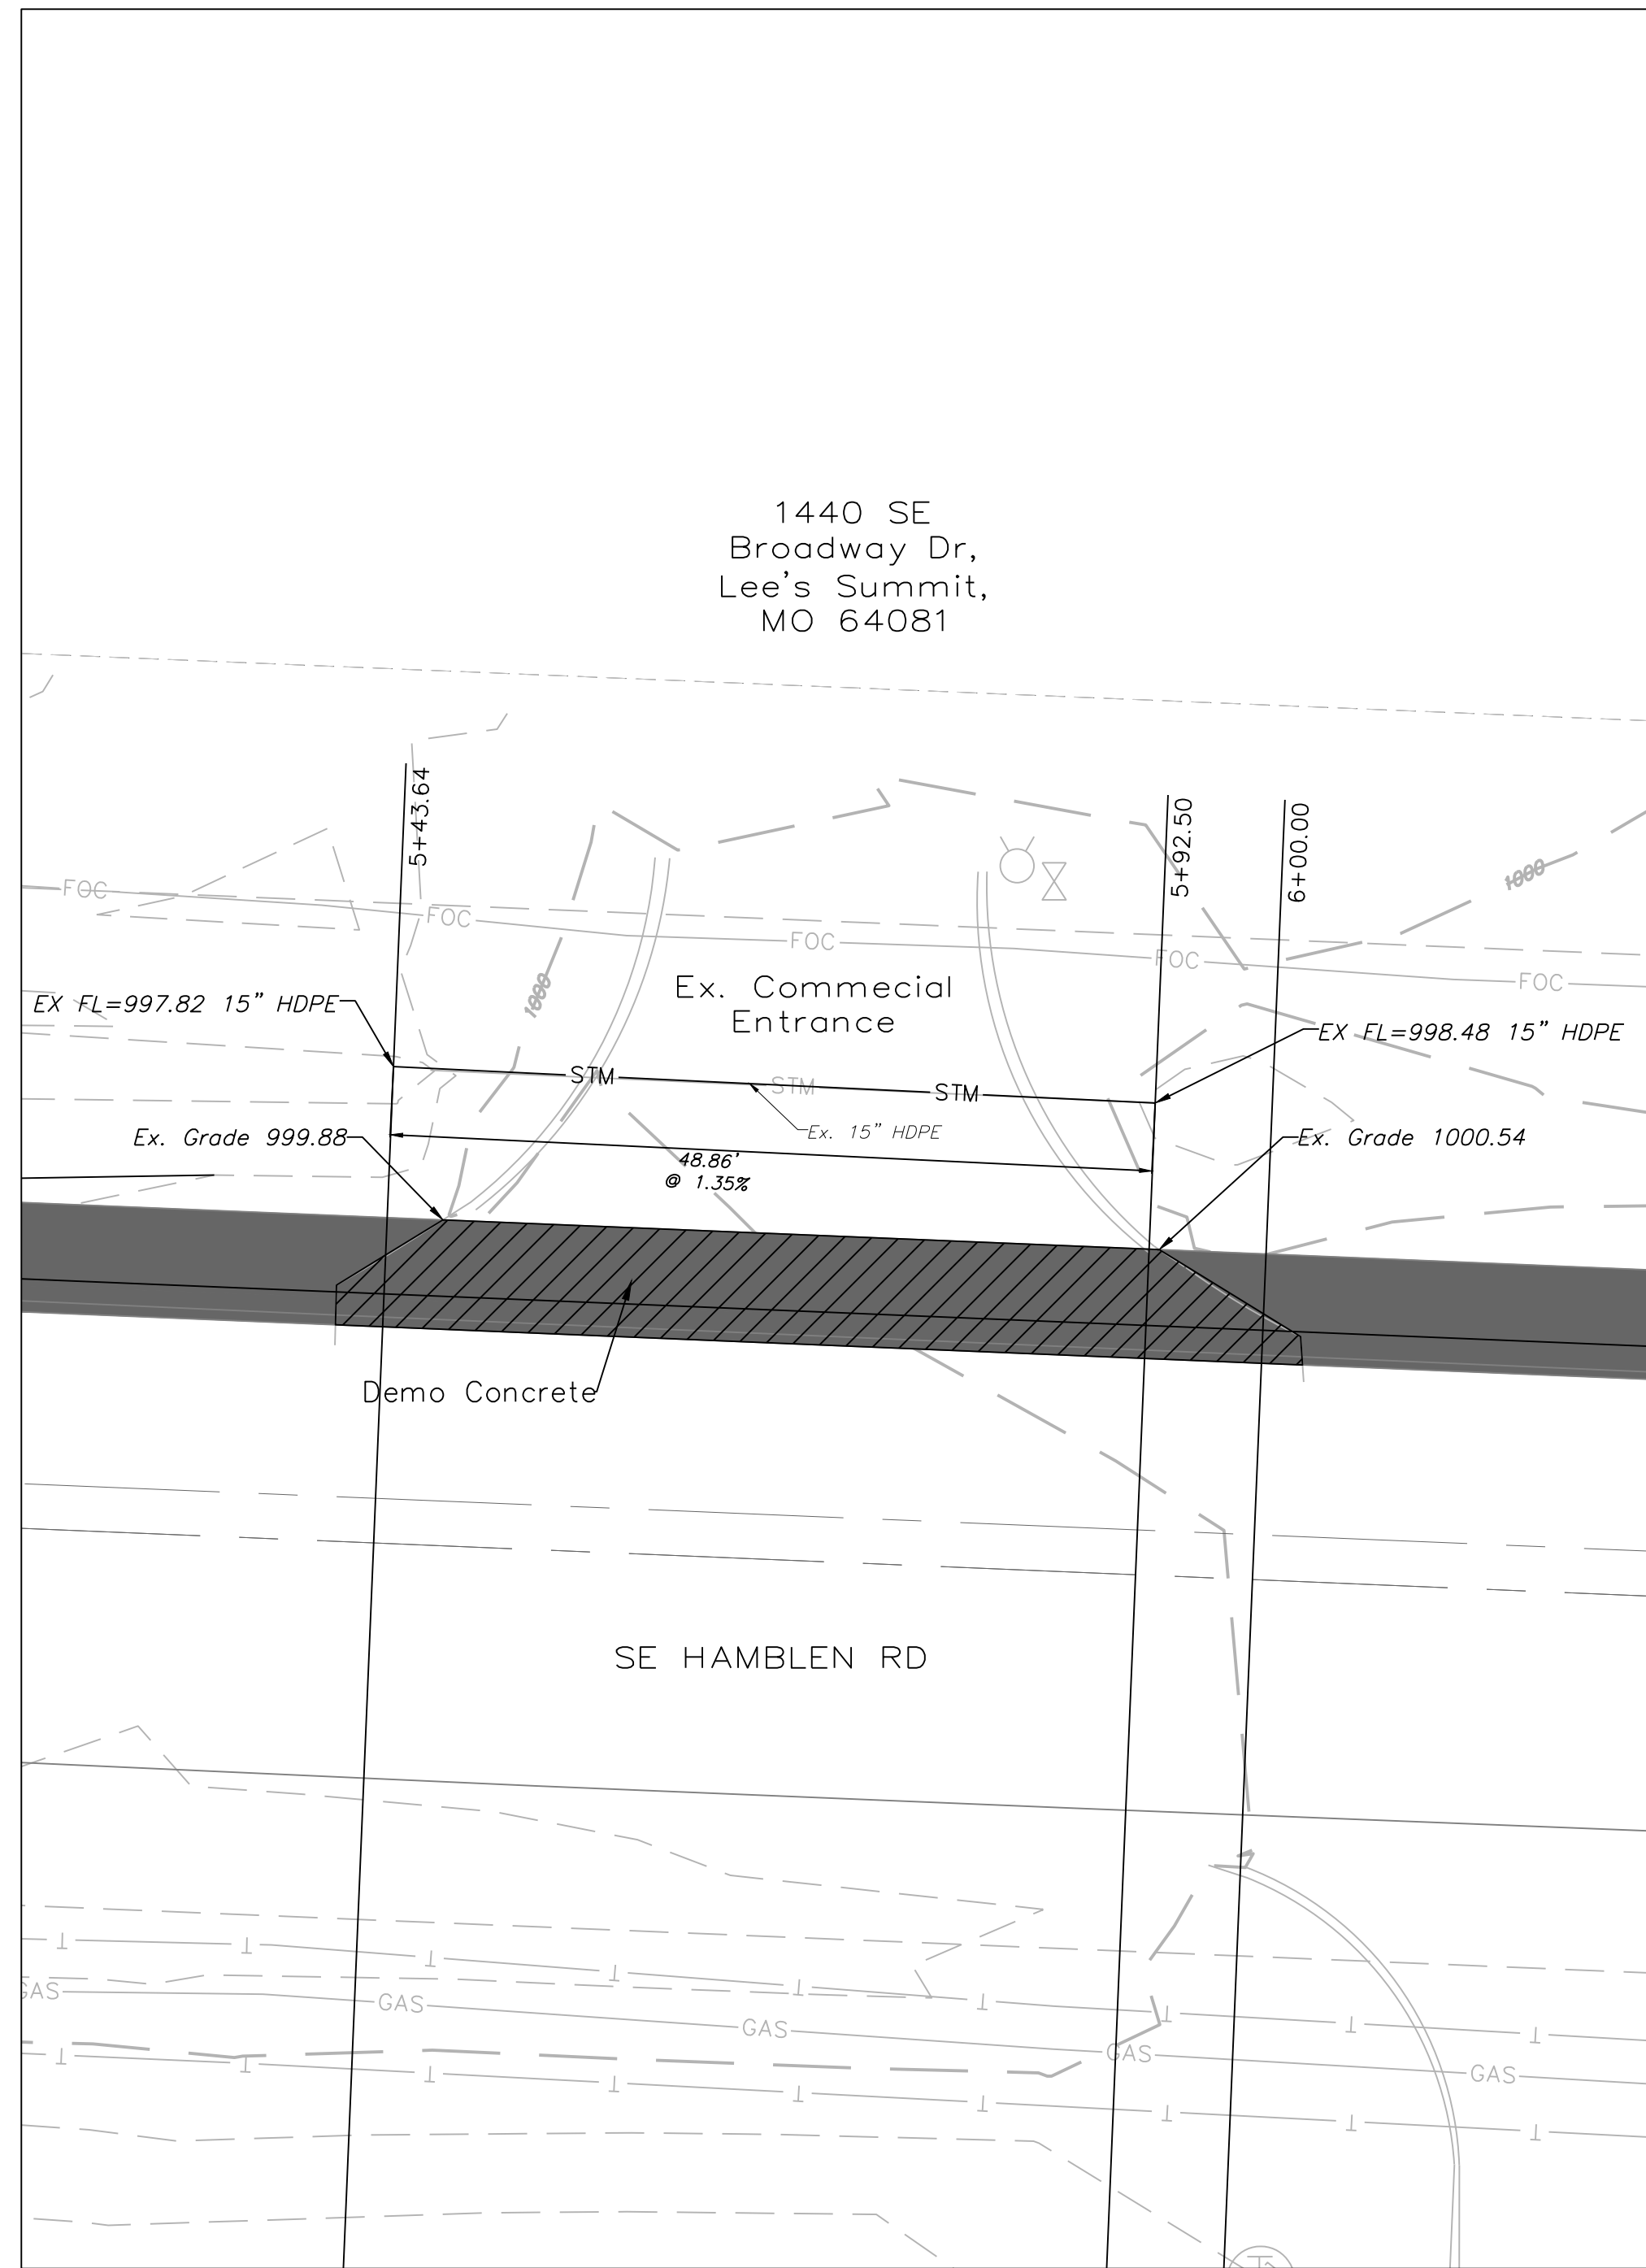 1440 SE
Broadway Dr,
Lee's Summit,
MO 64081
5+43.64
5+92.50
6+00.00
1000
FOC
FOC
FOC
FOC
FOC
1000
Ex. Commecial
Entrance
EX FL=997.82 15" HDPE
EX FL=998.48 15" HDPE
STM
STM
STM
Ex. 15" HDPE
Ex. Grade 999.88
Ex. Grade 1000.54
48.86'
@ 1.35%
Demo Concrete
SE HAMBLEN RD
GAS
GAS
GAS
GAS
GAS